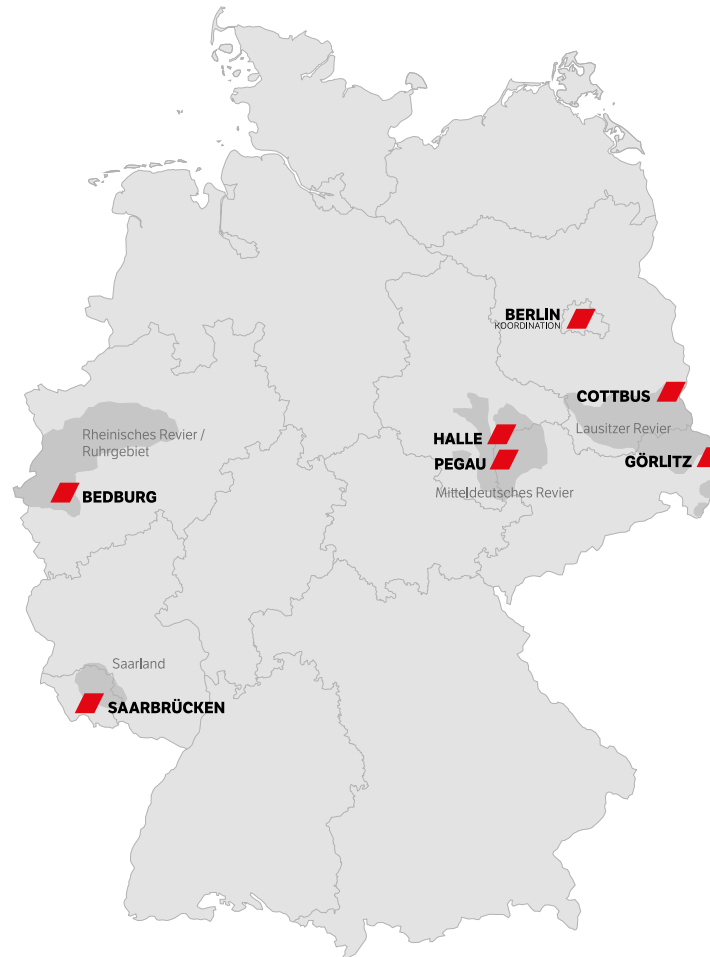 BERLIN
KOORDINATION
COTTBUS
Lausitzer Revier
HALLE
PEGAU
GÖRLITZ
Mitteldeutsches Revier
Rheinisches Revier /
Ruhrgebiet
BEDBURG
Saarland
SAARBRÜCKEN